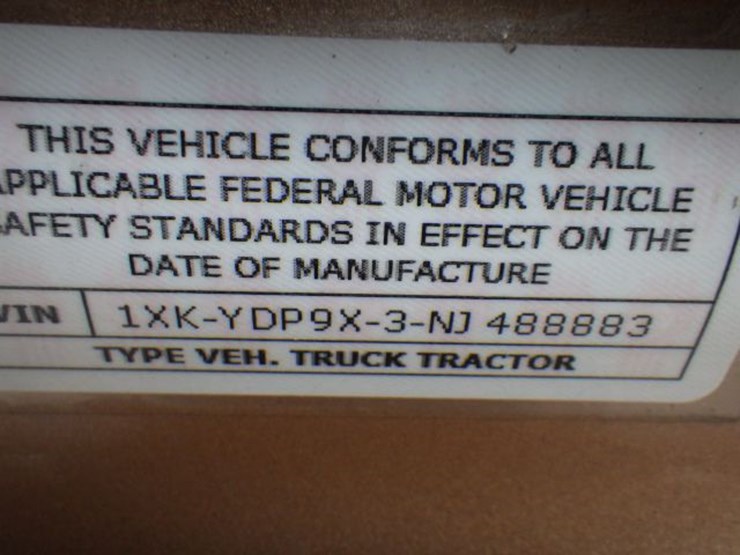 THIS VEHICLE CONFORMS TO ALL
APPLICABLE FEDERAL MOTOR VEHICLE
SAFETY STANDARDS IN EFFECT ON THE
DATE OF MANUFACTURE
VIN 1XK-YDP9X-3-NJ 488883
TYPE VEH. TRUCK TRACTOR